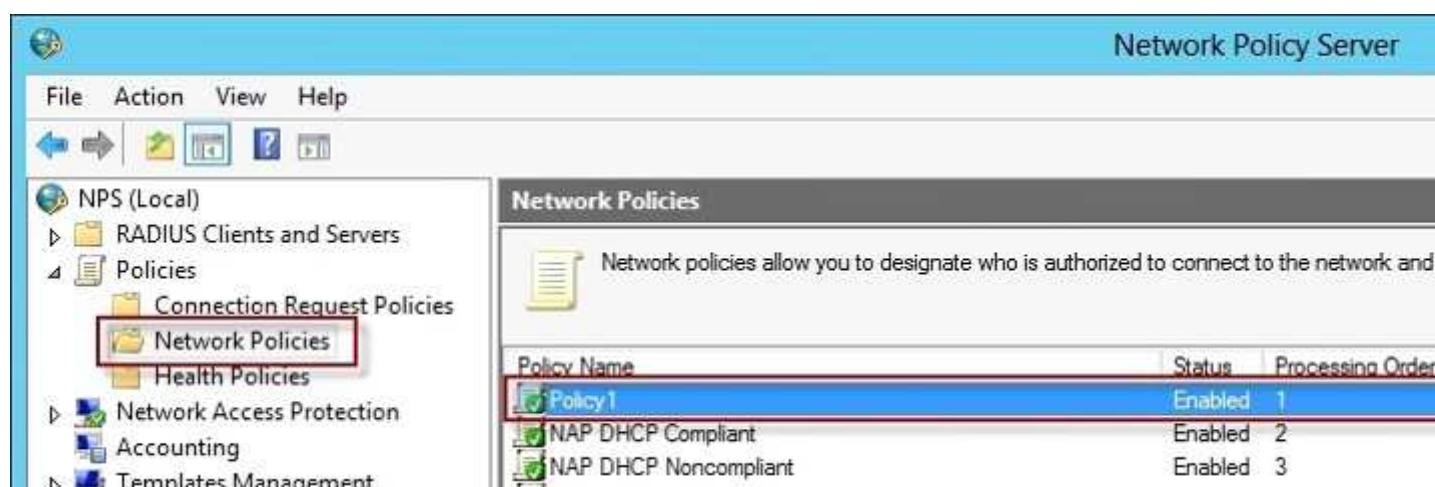 Network Policy Server
File Action View Help
NPS (Local)
RADIUS Clients and Servers
Policies
Connection Request Policies
Network Policies
Health Policies
Network Access Protection
Accounting
Templates Management
Network Policies
Network policies allow you to designate who is authorized to connect to the network and
Policy Name Status Processing Order
Policy1 Enabled 1
NAP DHCP Compliant Enabled 2
NAP DHCP Noncompliant Enabled 3